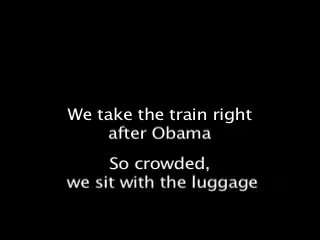 We take the train right
after Obama
So crowded,
we sit with the luggage